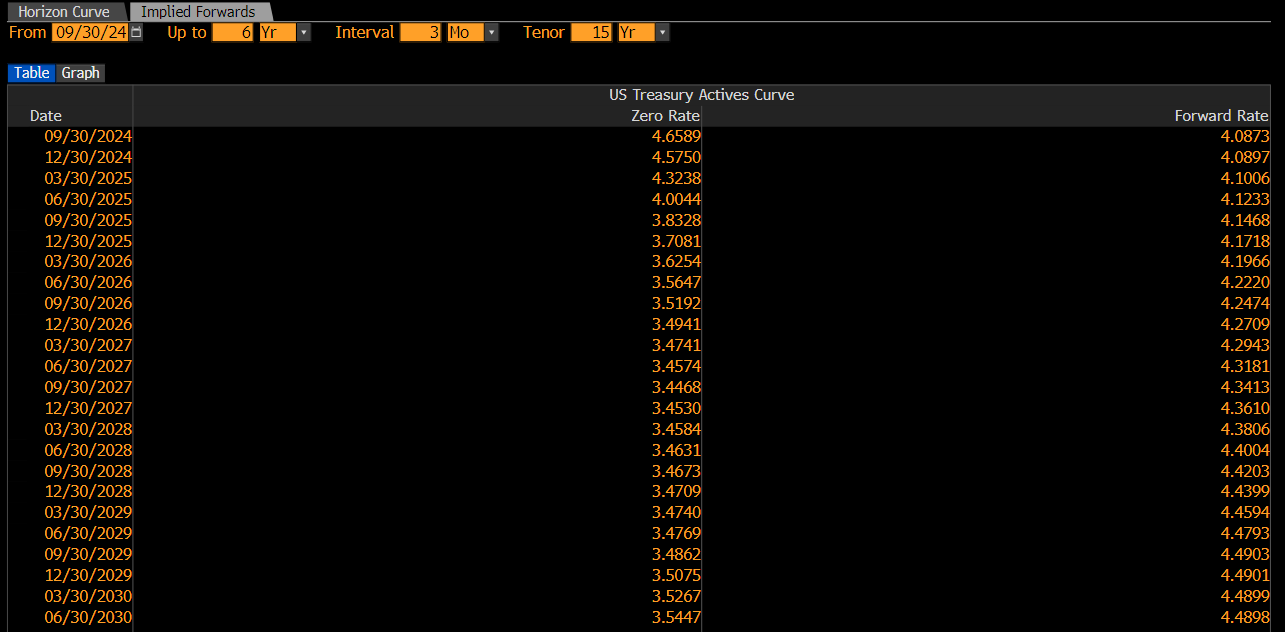 Horizon Curve Implied Forwards
From 09/30/24 Up to 6 Yr Interval 3 Mo Tenor 15 Yr
Table Graph
US Treasury Actives Curve
Date Zero Rate Forward Rate
09/30/2024 4.6589 4.0873
12/30/2024 4.5750 4.0897
03/30/2025 4.3238 4.1006
06/30/2025 4.0044 4.1233
09/30/2025 3.8328 4.1468
12/30/2025 3.7081 4.1718
03/30/2026 3.6254 4.1966
06/30/2026 3.5647 4.2220
09/30/2026 3.5192 4.2474
12/30/2026 3.4941 4.2709
03/30/2027 3.4741 4.2943
06/30/2027 3.4574 4.3181
09/30/2027 3.4468 4.3413
12/30/2027 3.4530 4.3610
03/30/2028 3.4584 4.3806
06/30/2028 3.4631 4.4004
09/30/2028 3.4673 4.4203
12/30/2028 3.4709 4.4399
03/30/2029 3.4740 4.4594
06/30/2029 3.4769 4.4793
09/30/2029 3.4862 4.4903
12/30/2029 3.5075 4.4901
03/30/2030 3.5267 4.4899
06/30/2030 3.5447 4.4898